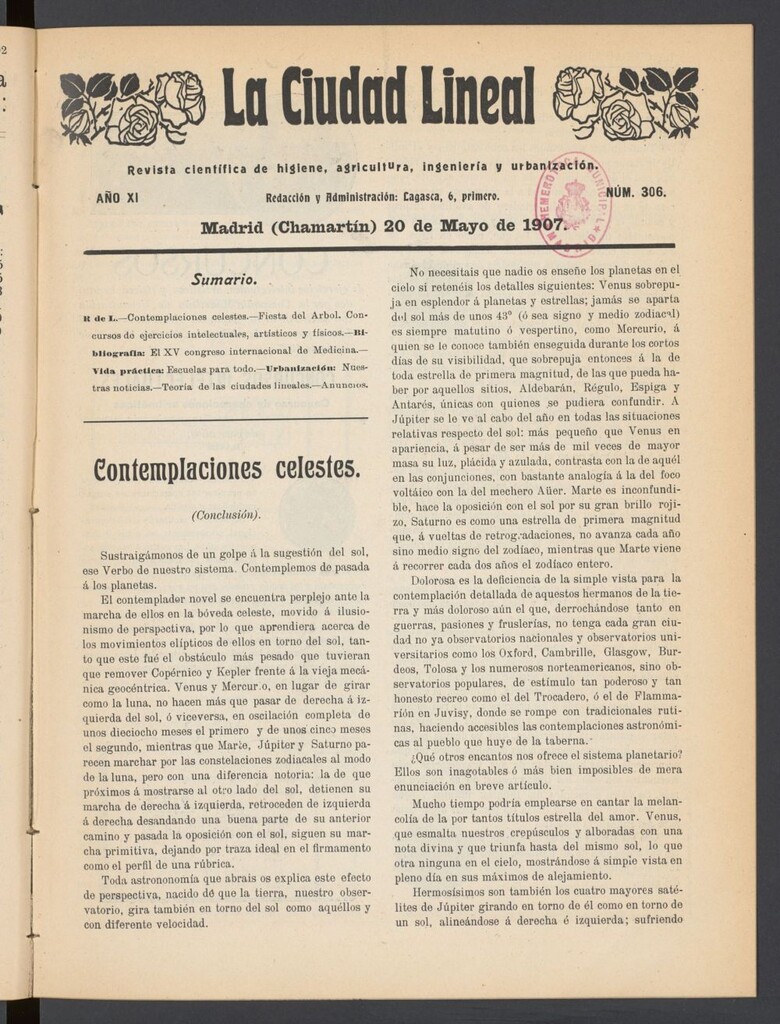 La Ciudad Lineal
Revista científica de higiene, agricultura, ingeniería y urbanización.
AÑO XI
Redacción y Administración: Lagasca, 6, primero.
NÚM. 306.
Madrid (Chamartín) 20 de Mayo de 1907.
Sumario.
R de L.—Contemplaciones celestes.—Fiesta del Arbol. Con-
cursos de ejercicios intelectuales, artísticos y físicos.—Bi-
bliografía: El XV congreso internacional de Medicina.—
Vida práctica: Escuelas para todo.—Urbanización: Nues-
tras noticias.—Teoría de las ciudades lineales.—Anuncios.
Contemplaciones celestes.
(Conclusión).
Sustraigámonos de un golpe á la sugestión del sol,
ese Verbo de nuestro sistema. Contemplemos de pasada
á los planetas.
El contemplador novel se encuentra perplejo ante la
marcha de ellos en la bóveda celeste, movido á ilusio-
nismo de perspectiva, por lo que aprendiera acerca de
los movimientos elípticos de ellos en torno del sol, tan-
to que este fué el obstáculo más pesado que tuvieran
que remover Copérnico y Kepler frente á la vieja mecá-
nica geocéntrica. Venus y Mercurio, en lugar de girar
como la luna, no hacen más que pasar de derecha á iz-
quierda del sol, ó viceversa, en oscilación completa de
unos dieciocho meses el primero y de unos cinco meses
el segundo, mientras que Marte, Júpiter y Saturno pa-
recen marchar por las constelaciones zodiacales al modo
de la luna, pero con una diferencia notoria: la de que
próximos á mostrarse al otro lado del sol, detienen su
marcha de derecha á izquierda, retroceden de izquierda
á derecha desandando una buena parte de su anterior
camino y pasada la oposición con el sol, siguen su mar-
cha primitiva, dejando por traza ideal en el firmamento
como el perfil de una rúbrica.
Toda astrononomía que abrais os explica este efecto
de perspectiva, nacido de que la tierra, nuestro obser-
vatorio, gira también en torno del sol como aquéllos y
con diferente velocidad.
No necesitais que nadie os enseñe los planetas en el
cielo si retenéis los detalles siguientes: Venus sobrepu-
ja en esplendor á planetas y estrellas; jamás se aparta
del sol más de unos 43º (ó sea signo y medio zodiacal)
es siempre matutino ó vespertino, como Mercurio, á
quien se le conoce también enseguida durante los cortos
días de su visibilidad, que sobrepuja entonces á la de
toda estrella de primera magnitud, de las que pueda ha-
ber por aquellos sitios, Aldebarán, Régulo, Espiga y
Antarés, únicas con quienes se pudiera confundir. A
Júpiter se le ve al cabo del año en todas las situaciones
relativas respecto del sol: más pequeño que Venus en
apariencia, á pesar de ser más de mil veces de mayor
masa su luz, plácida y azulada, contrasta con la de aquél
en las conjunciones, con bastante analogía á la del foco
voltáico con la del mechero Aüer. Marte es inconfundi-
ble, hace la oposición con el sol por su gran brillo roji-
zo, Saturno es como una estrella de primera magnitud
que, á vueltas de retrogradaciones, no avanza cada año
sino medio signo del zodíaco, mientras que Marte viene
á recorrer cada dos años el zodíaco entero.
Dolorosa es la deficiencia de la simple vista para la
contemplación detallada de aquestos hermanos de la tie-
rra y más doloroso aún el que, derrochándose tanto en
guerras, pasiones y fruslerías, no tenga cada gran ciu-
dad no ya observatorios nacionales y observatorios uni-
versitarios como los Oxford, Cambrille, Glasgow, Bur-
deos, Tolosa y los numerosos norteamericanos, sino ob-
servatorios populares, de estímulo tan poderoso y tan
honesto recreo como el del Trocadero, ó el de Flamma-
ríón en Juvisy, donde se rompe con tradicionales ruti-
nas, haciendo accesibles las contemplaciones astronómi-
cas al pueblo que huye de la taberna.
¿Qué otros encantos nos ofrece el sistema planetario?
Ellos son inagotables ó más bien imposibles de mera
enunciación en breve artículo.
Mucho tiempo podría emplearse en cantar la melan-
colía de la por tantos títulos estrella del amor. Venus,
que esmalta nuestros crepúsculos y alboradas con una
nota divina y que triunfa hasta del mismo sol, lo que
otra ninguna en el cielo, mostrándose á simple vista en
pleno día en sus máximos de alejamiento.
Hermosísimos son también los cuatro mayores saté-
lites de Júpiter girando en torno de él como en torno de
un sol, alineándose á derecha é izquierda; sufriendo
HEMEROTECA MUNICIPAL